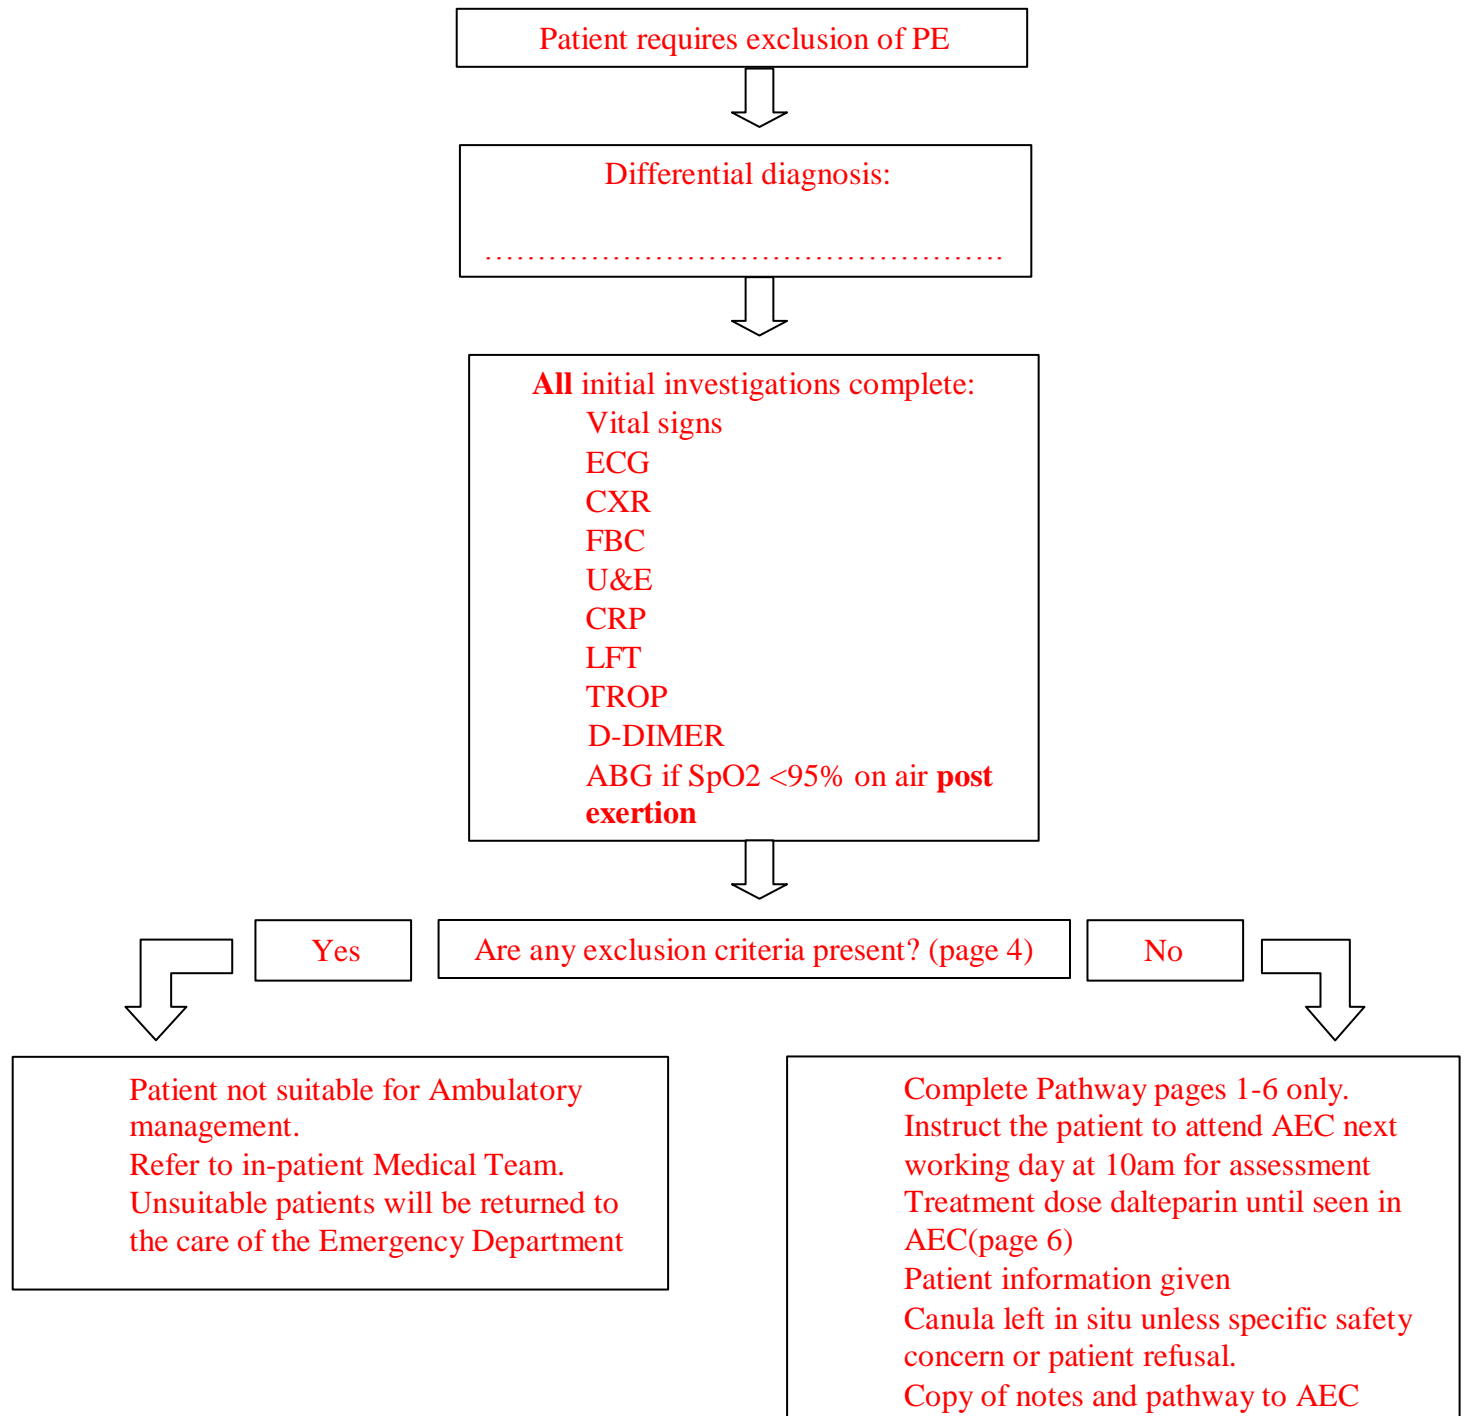 Patient requires exclusion of PE
Differential diagnosis:
……………………………………………….
All initial investigations complete:
Vital signs
ECG
CXR
FBC
U&E
CRP
LFT
TROP
D-DIMER
ABG if SpO2 <95% on air post
exertion
Yes
Are any exclusion criteria present? (page 4)
No
Patient not suitable for Ambulatory
management.
Refer to in-patient Medical Team.
Unsuitable patients will be returned to
the care of the Emergency Department
Complete Pathway pages 1-6 only.
Instruct the patient to attend AEC next
working day at 10am for assessment
Treatment dose dalteparin until seen in
AEC(page 6)
Patient information given
Canula left in situ unless specific safety
concern or patient refusal.
Copy of notes and pathway to AEC